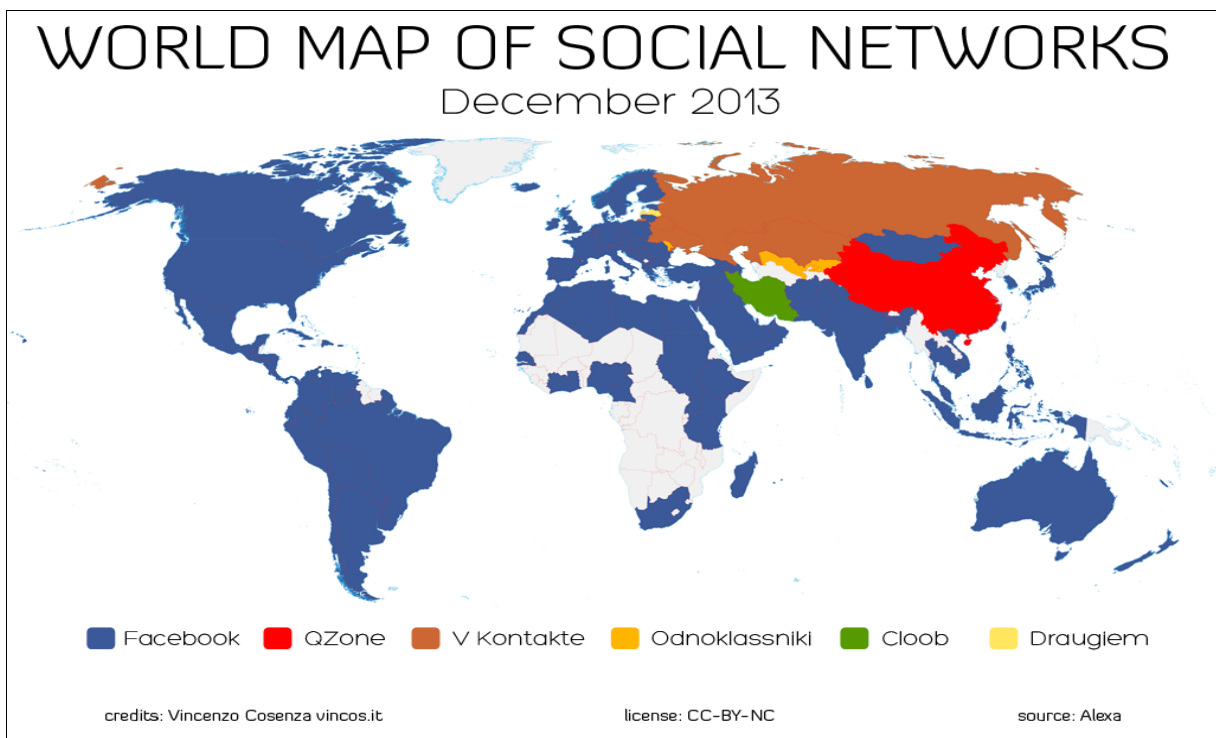 WORLD MAP OF SOCIAL NETWORKS
December 2013
Facebook QZone V Kontakte Odnoklassniki Cloob Draugiem
credits: Vincenzo Cosenza vincos.it license: CC-BY-NC source: Alexa